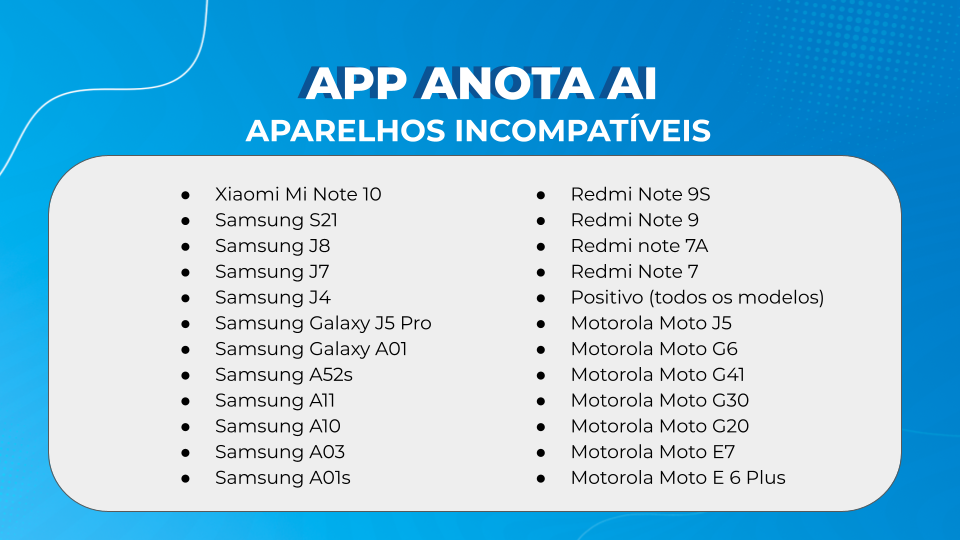 APP ANOTA AI
APARELHOS INCOMPATÍVEIS
● Xiaomi Mi Note 10
● Samsung S21
● Samsung J8
● Samsung J7
● Samsung J4
● Samsung Galaxy J5 Pro
● Samsung Galaxy A01
● Samsung A52s
● Samsung A11
● Samsung A10
● Samsung A03
● Samsung A01s
● Redmi Note 9S
● Redmi Note 9
● Redmi note 7A
● Redmi Note 7
● Positivo (todos os modelos)
● Motorola Moto J5
● Motorola Moto G6
● Motorola Moto G41
● Motorola Moto G30
● Motorola Moto G20
● Motorola Moto E7
● Motorola Moto E 6 Plus